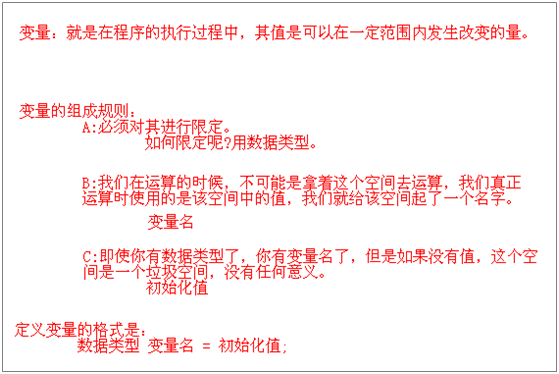 变量：就是在程序的执行过程中，其值是可以在一定范围内发生改变的量。
变量的组成规则：
A:必须对其进行限定。
如何限定呢?用数据类型。
B:我们在运算的时候，不可能是拿着这个空间去运算，我们真正
运算时使用的是该空间中的值，我们就给该空间起了一个名字。
变量名
C:即使你有数据类型了，你有变量名了，但是如果没有值，这个空
间是一个垃圾空间，没有任何意义。
初始化值
定义变量的格式是：
数据类型 变量名 = 初始化值;